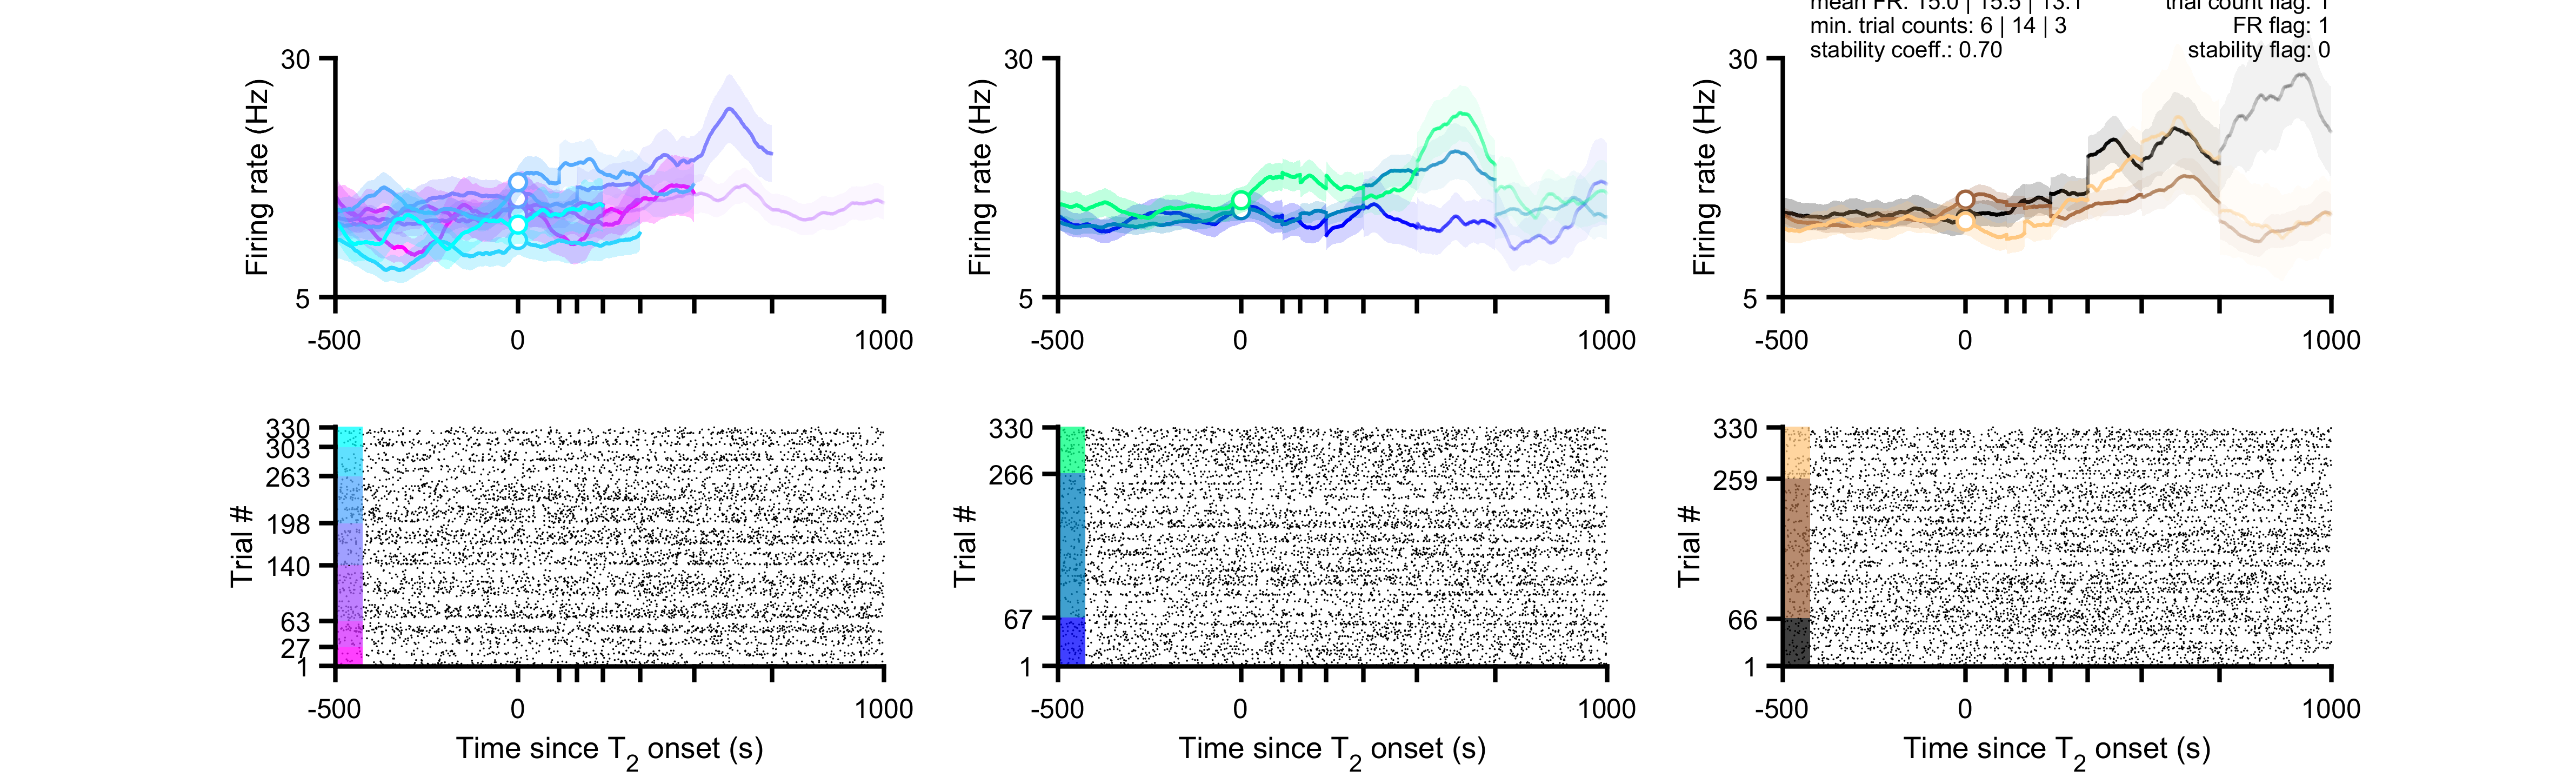 mean FR: 15.0 | 15.5 | 13.1 trial count flag: 1
min. trial counts: 6 | 14 | 3 FR flag: 1
stability coeff.: 0.70 stability flag: 0
30 30 30
Firing rate (Hz) Firing rate (Hz) Firing rate (Hz)
5 5 5
-500 0 1000 -500 0 1000 -500 0 1000
330 330 330
303
263 266 259
198
140
63 67 66
27
1 1 1
Trial # Trial # Trial #
-500 0 1000 -500 0 1000 -500 0 1000
Time since T2 onset (s) Time since T2 onset (s) Time since T2 onset (s)